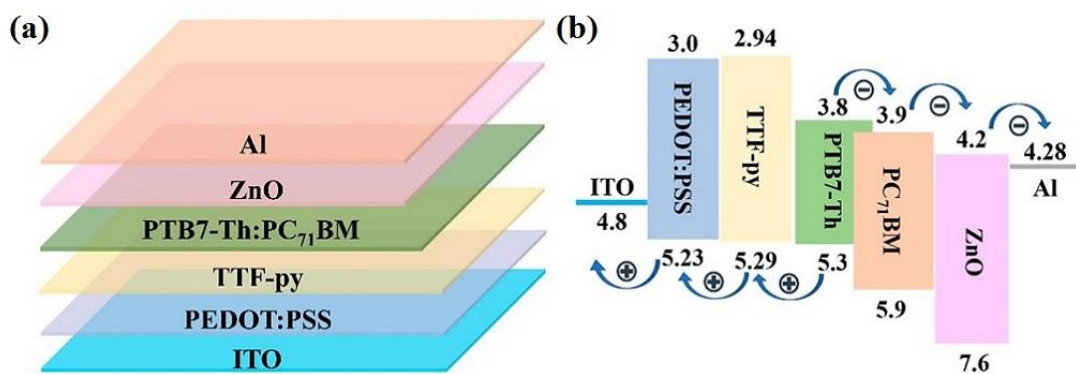 (a)
Al
ZnO
PTB7-Th:PC₇₁BM
TTF-py
PEDOT:PSS
ITO
(b)
3.0
2.94
3.8
3.9
4.2
4.28
Al
ITO
4.8
PEDOT:PSS
TTF-py
PTB7-Th
PC₇₁BM
ZnO
5.23
5.29
5.3
5.9
7.6